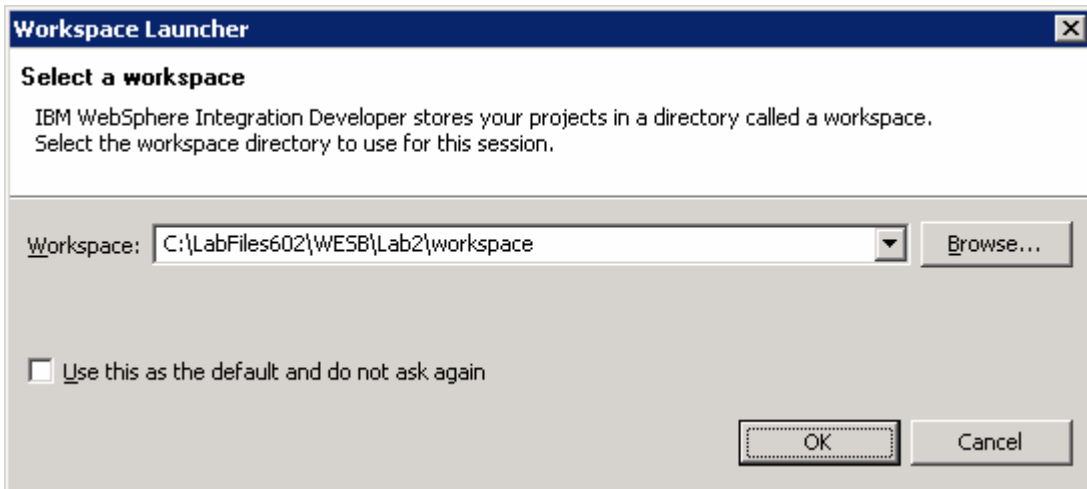 Workspace Launcher
Select a workspace
IBM WebSphere Integration Developer stores your projects in a directory called a workspace.
Select the workspace directory to use for this session.
Workspace: C:\LabFiles602\WESB\Lab2\workspace Browse...
Use this as the default and do not ask again
OK Cancel